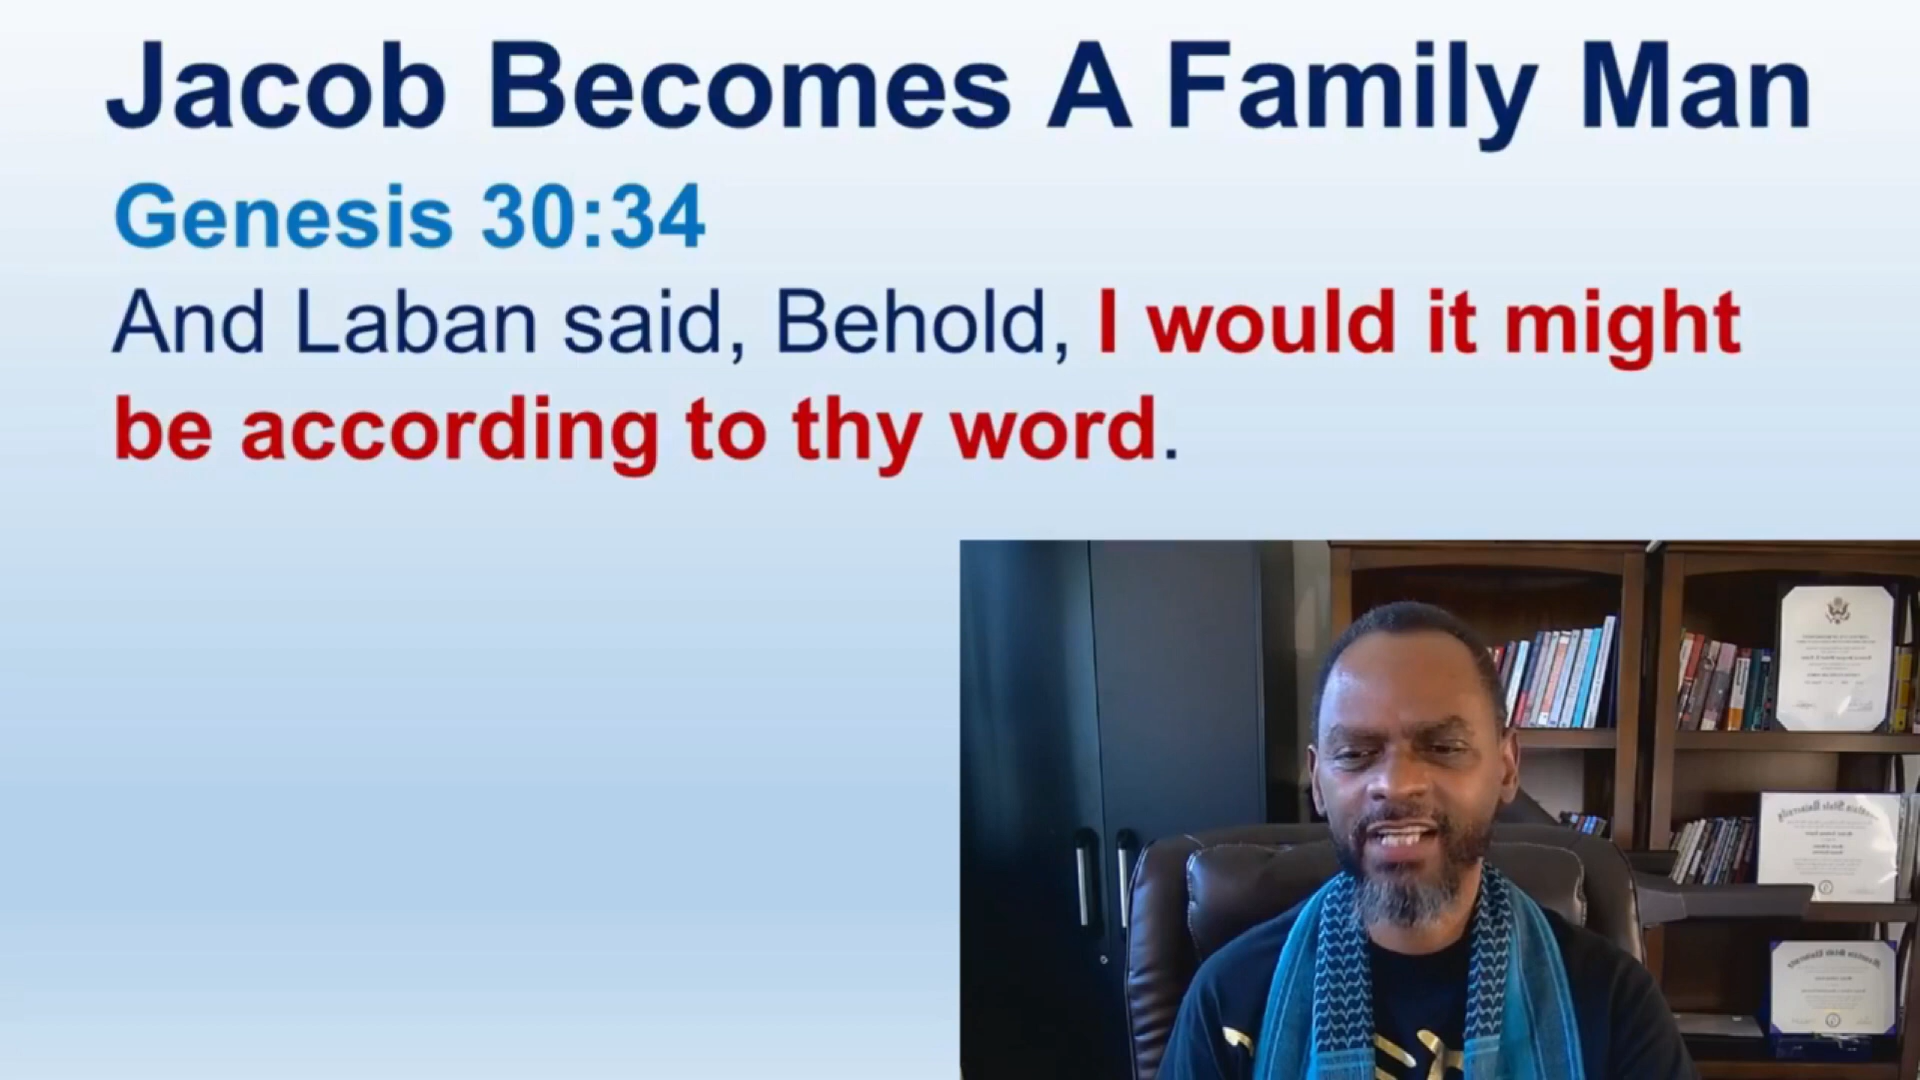 Jacob Becomes A Family Man
Genesis 30:34
And Laban said, Behold, I would it might
be according to thy word.